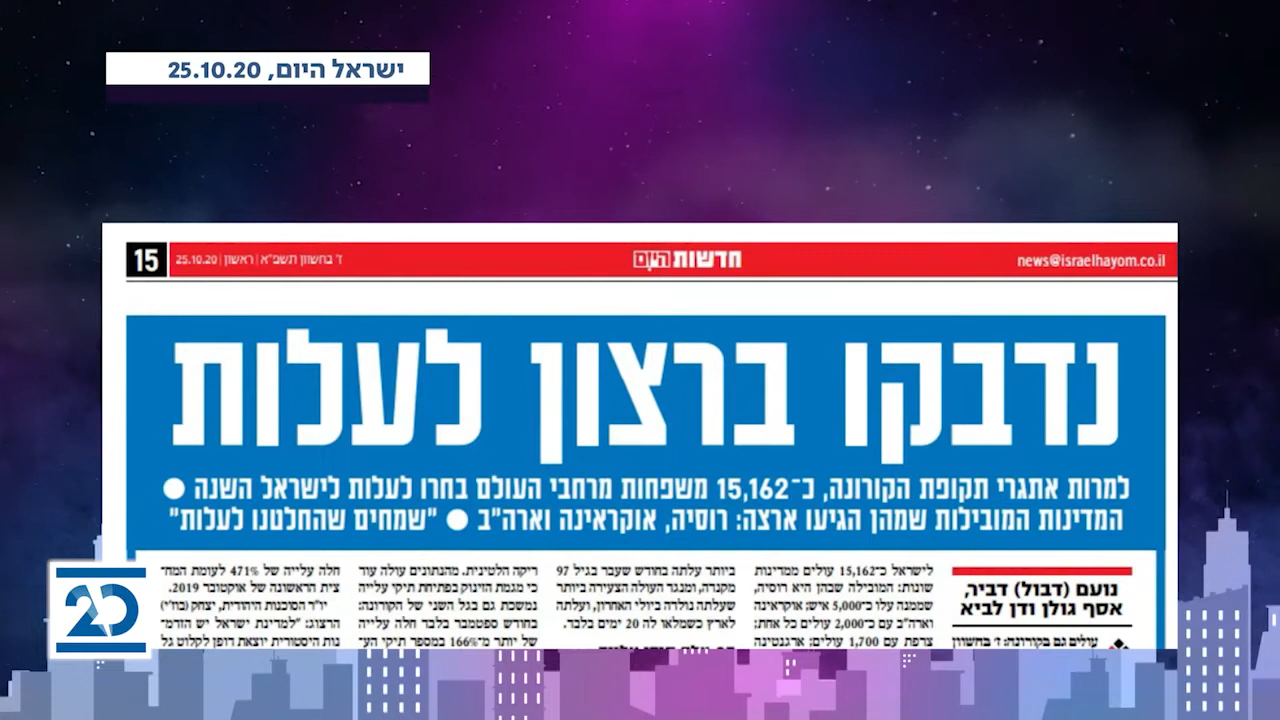 ישראל היום, 25.10.20
15
25.10.20 | ראשון | ד' בחשוון תשפ"א
חדשות היום
news@israelhayom.co.il
נדבקו ברצון לעלות
למרות אתגרי תקופת הקורונה, כ־15,162 משפחות מרחבי העולם בחרו לעלות לישראל השנה ●
המדינות המובילות שמהן הגיעו ארצה: רוסיה, אוקראינה וארה"ב ● "שמחים שהחלטנו לעלות"
נועם (דבול) דביר,
אסף גולן ודן לביא
עולים גם בקורונה: ד' בחשוון
לישראל כ־15,162 עולים ממדינות
שונות: המובילה שבהן היא רוסיה,
שממנה עלו כ־5,000 איש; אוקראינה
וארה"ב עם כ־2,000 עולים כל אחת;
צרפת עם 1,700 עולים; ארגנטינה
ביותר עלתה בחודש שעבר בגיל 97
מקנדה, ומנגד העולה הצעירה ביותר
שעלתה נולדה ביולי האחרון, ועלתה
לארץ כשמלאו לה 20 ימים בלבד.
ריקה הלטינית. מהנתונים עולה עוד
כי מגמת הזינוק בפתיחת תיקי עלייה
נמשכת גם בגל השני של הקורונה:
בחודש ספטמבר בלבד חלה עלייה
של יותר מ־166% במספר תיקי הע־
חלה עלייה של 471% לעומת המח־
צית הראשונה של אוקטובר 2019.
יו"ר הסוכנות היהודית, יצחק (בוז'י)
הרצוג: "למדינת ישראל יש הזדמ־
נות היסטורית יוצאת דופן לקלוט גל
20